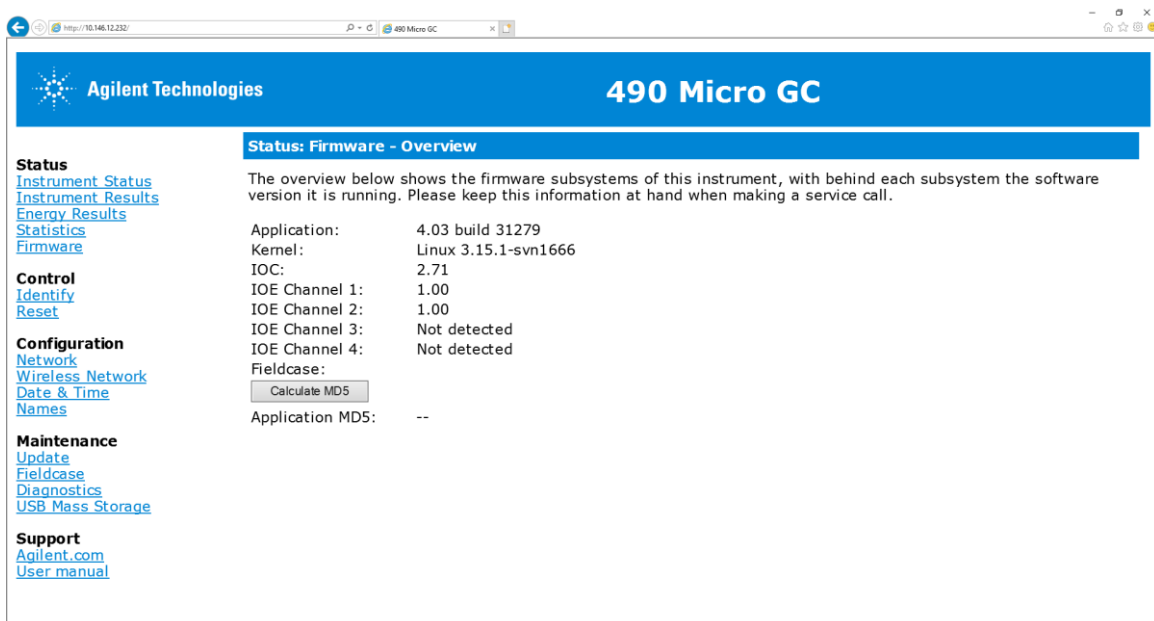 http://10.146.12.232/
490 Micro GC
Agilent Technologies
490 Micro GC
Status
Instrument Status
Instrument Results
Energy Results
Statistics
Firmware
Control
Identify
Reset
Configuration
Network
Wireless Network
Date & Time
Names
Maintenance
Update
Fieldcase
Diagnostics
USB Mass Storage
Support
Agilent.com
User manual
Status: Firmware - Overview
The overview below shows the firmware subsystems of this instrument, with behind each subsystem the software
version it is running. Please keep this information at hand when making a service call.
Application: 4.03 build 31279
Kernel: Linux 3.15.1-svn1666
IOC: 2.71
IOE Channel 1: 1.00
IOE Channel 2: 1.00
IOE Channel 3: Not detected
IOE Channel 4: Not detected
Fieldcase:
Calculate MD5
Application MD5: --